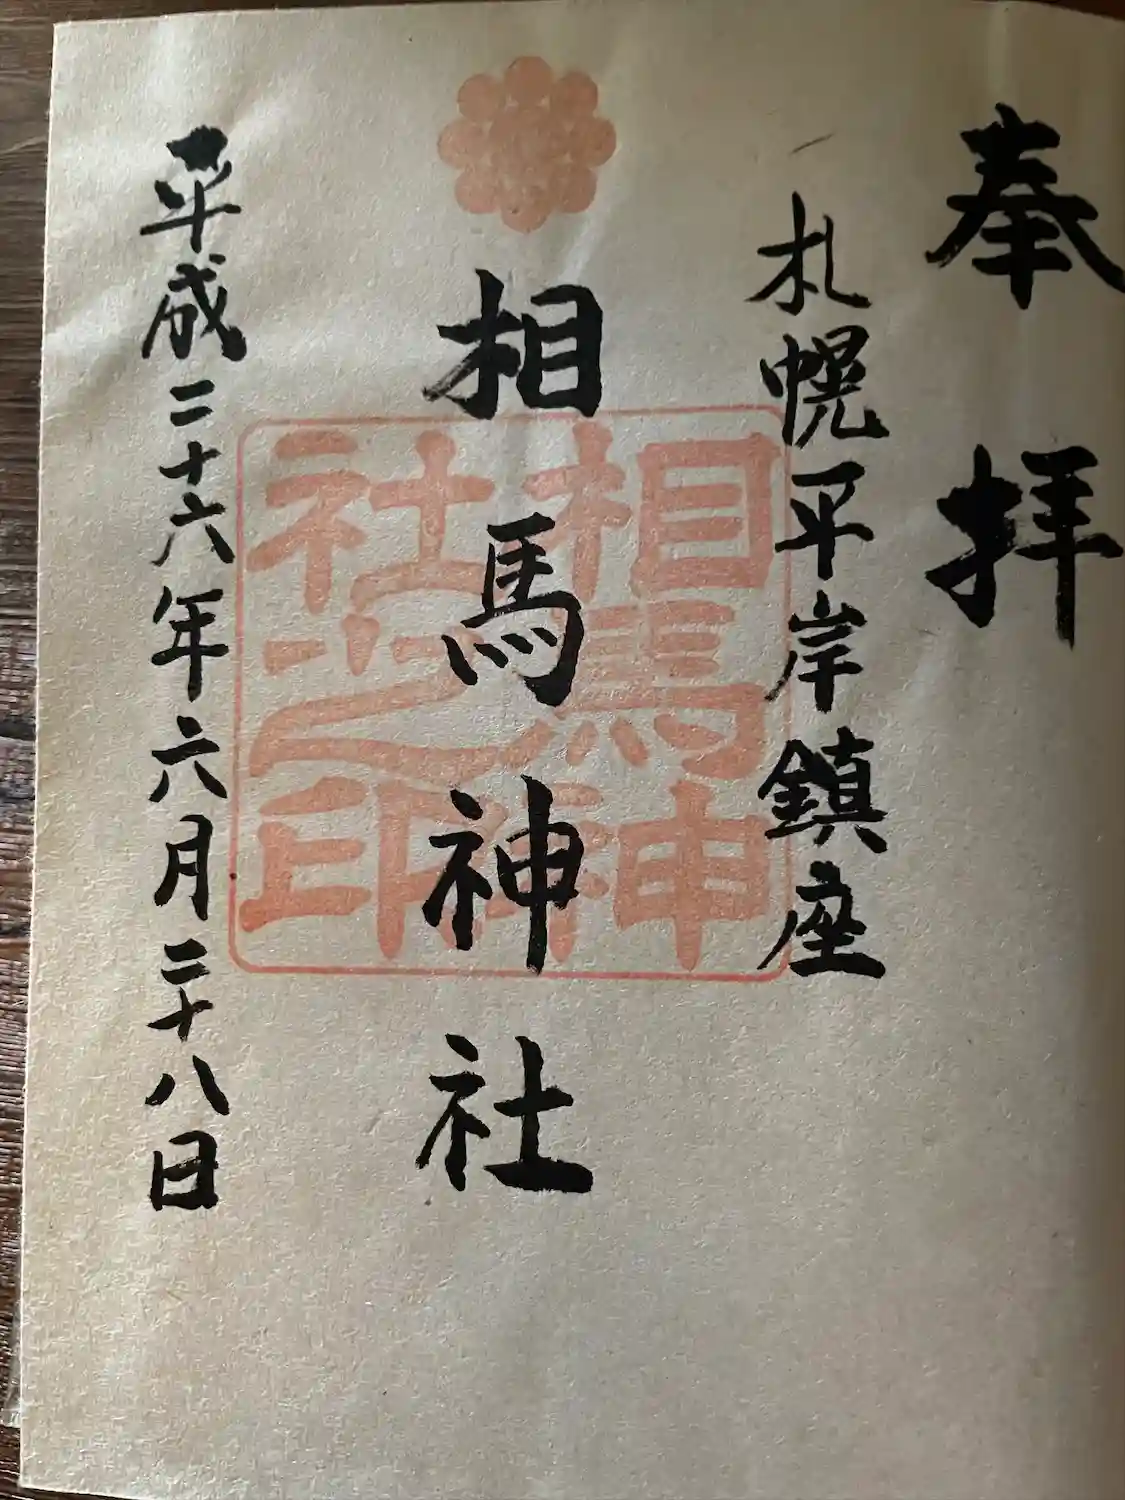 奉拝
札幌平岸鎮座
相馬神社
相馬神
社之印
平成二十六年六月二十八日